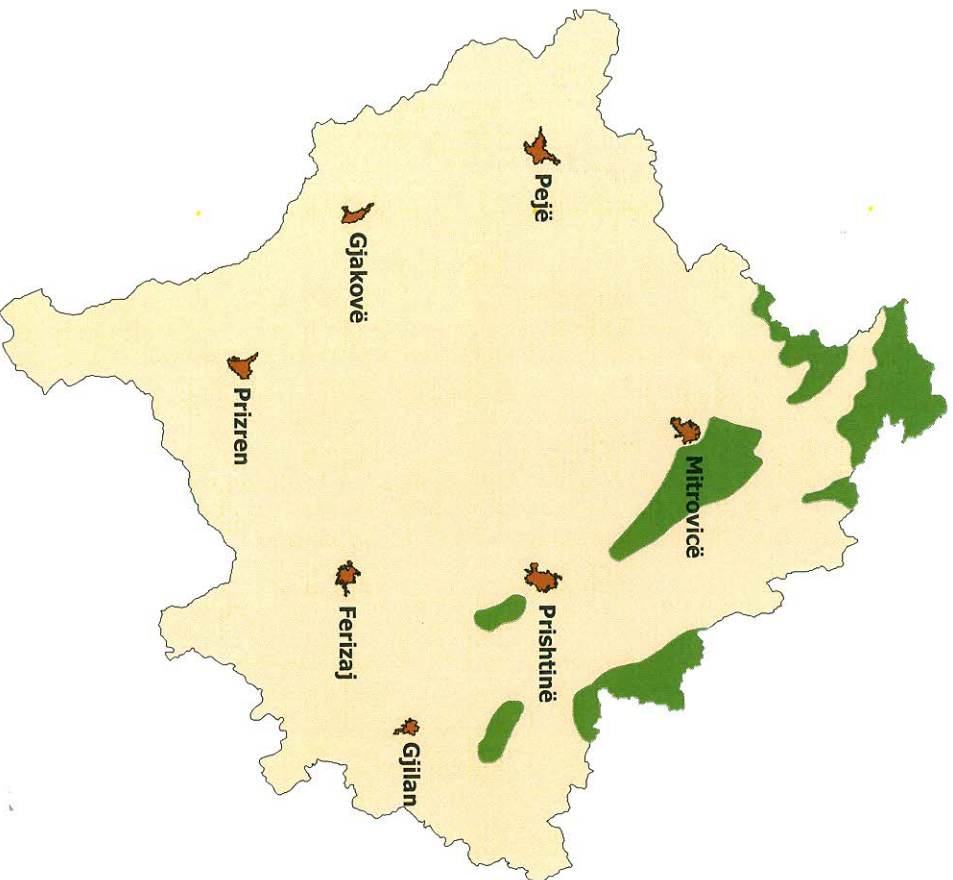 Mitrovicë
Pejë
Prishtinë
Gjakovë
Ferizaj
Gjilan
Prizren